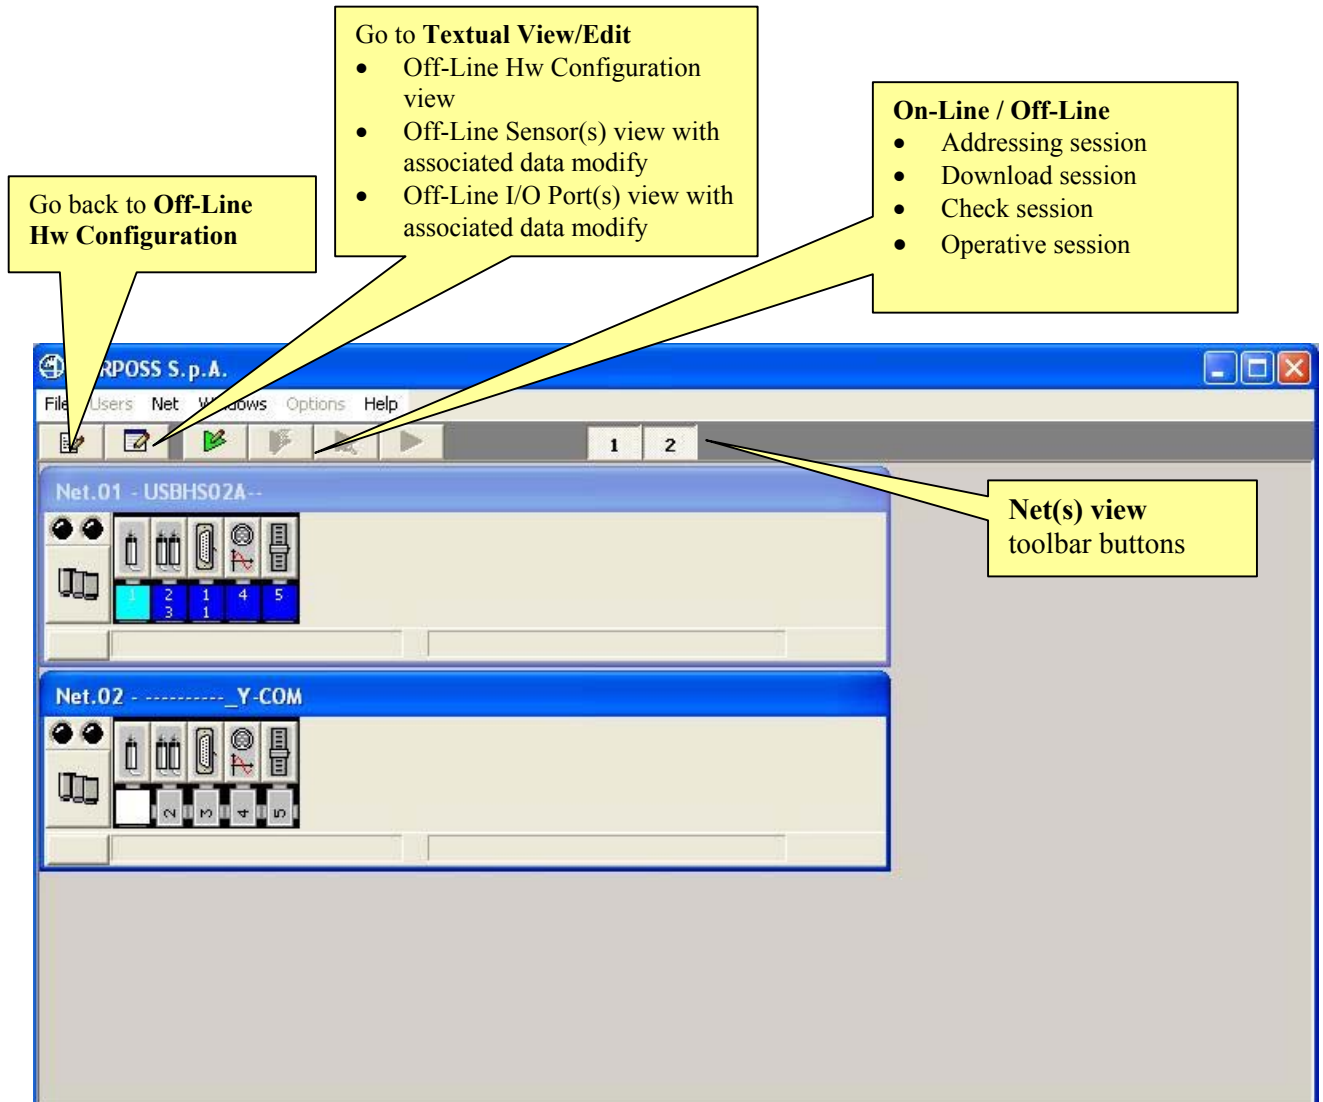 Go to Textual View/Edit
• Off-Line Hw Configuration
view
• Off-Line Sensor(s) view with
associated data modify
• Off-Line I/O Port(s) view with
associated data modify
On-Line / Off-Line
• Addressing session
• Download session
• Check session
• Operative session
Go back to Off-Line
Hw Configuration
RPOSS S.p.A.
File Users Net Windows Options Help
1 2
Net(s) view
toolbar buttons
Net.01 - USBHS02A--
1 2 1 4 5
3 1
Net.02 - ----------_Y-COM
2 3 4 5